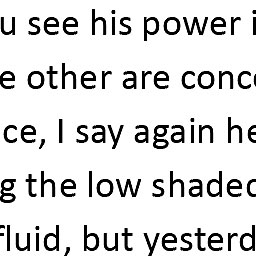 u see his power i
e other are conce
ce, I say again he
g the low shaded
fluid, but yesterd